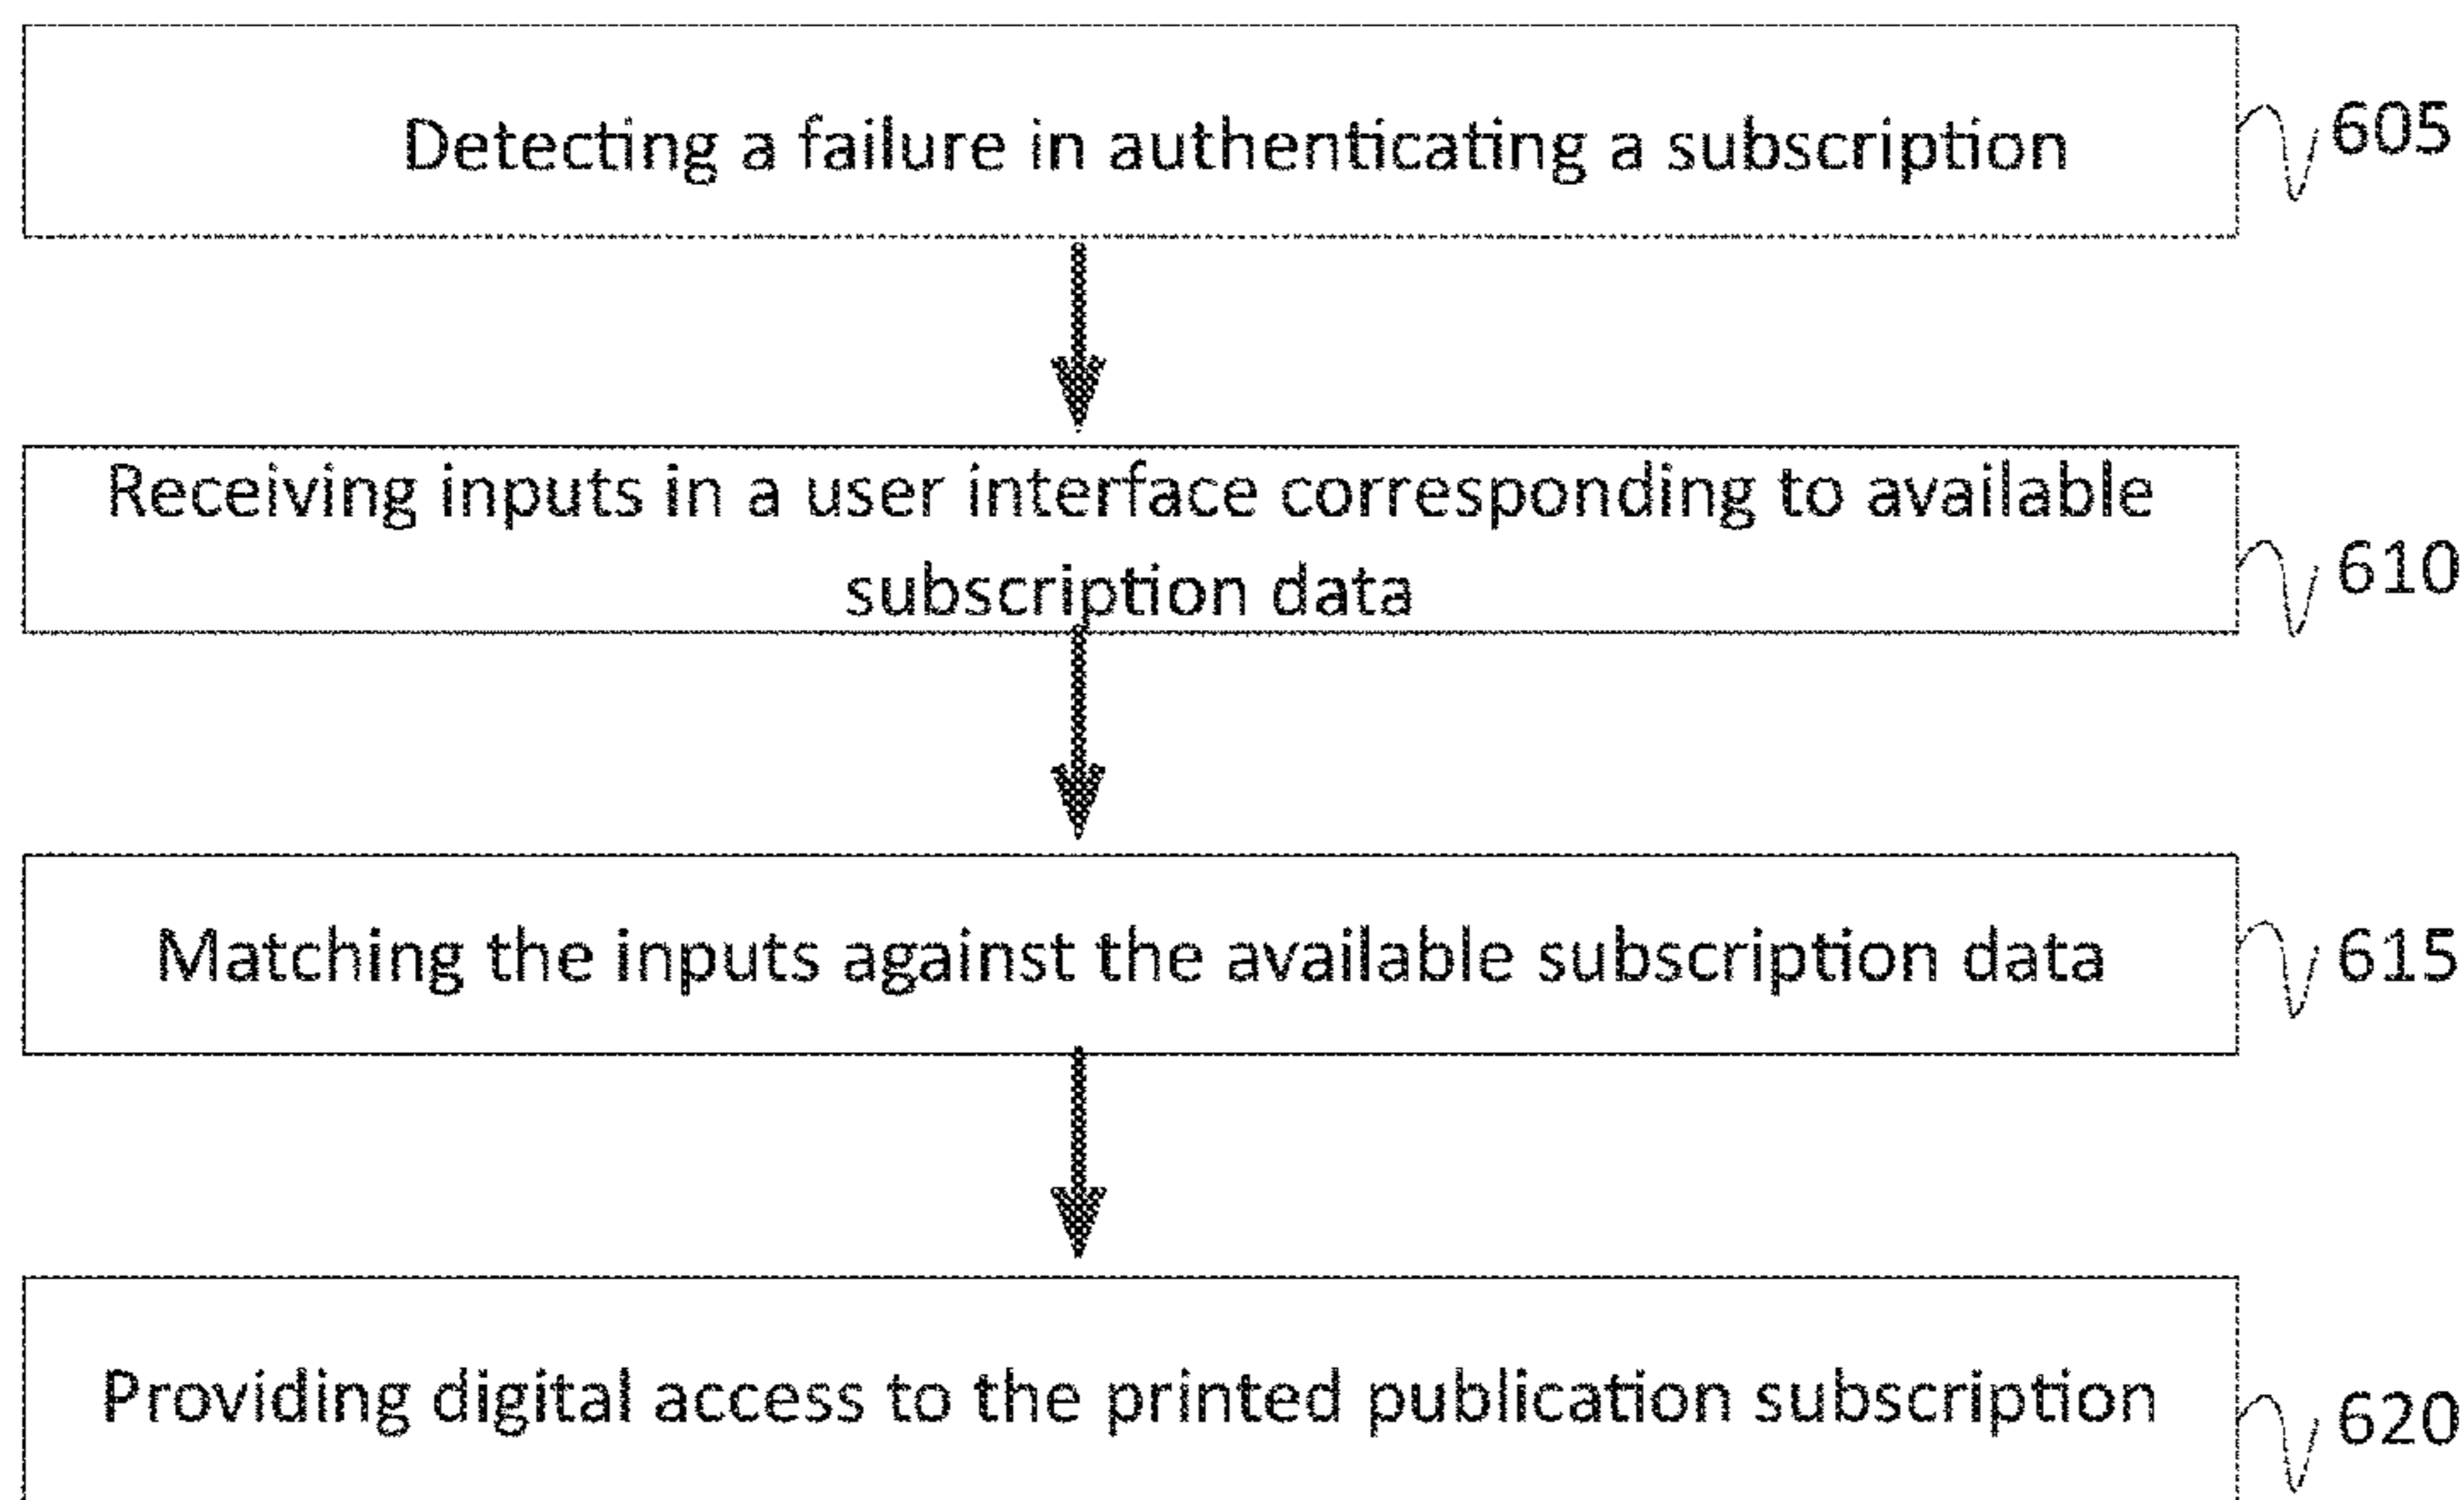 Detecting a failure in authenticating a subscription
605
Receiving inputs in a user interface corresponding to available
subscription data
610
Matching the inputs against the available subscription data
615
Providing digital access to the printed publication subscription
620